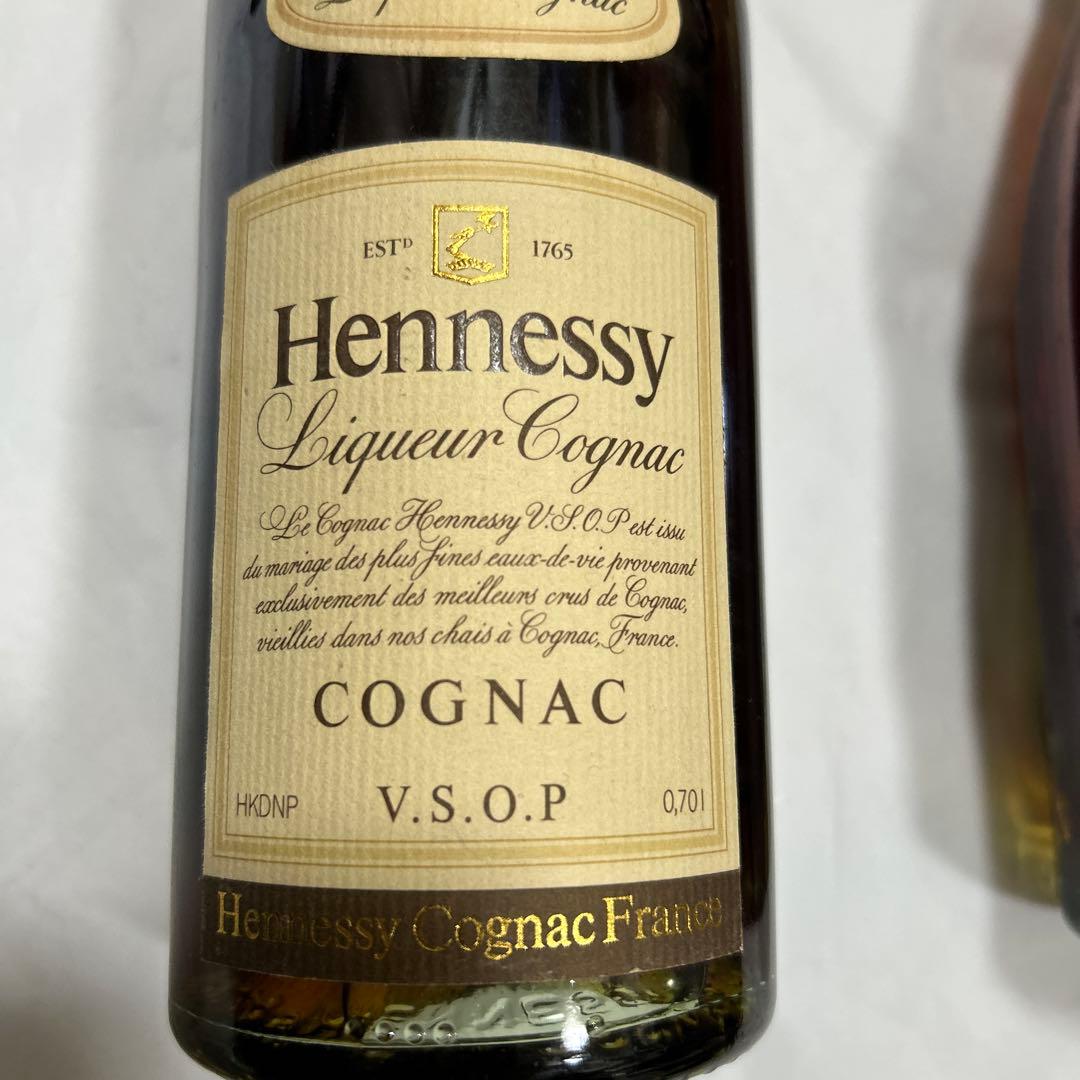 Liqueur Cognac
ESTD 1765
Hennessy
Liqueur Cognac
Le Cognac Hennessy V.S.O.P est issu
du mariage des plus fines eaux-de-vie provenant
exclusivement des meilleurs crus de Cognac,
vieillies dans nos chais à Cognac, France.
COGNAC
HKDNP V.S.O.P 0,70l
Hennessy Cognac France